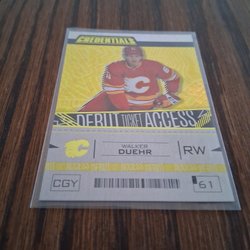 CREDENTIALS
DEBUT TICKET ACCESS
WALKER
DUEHR
RW
CGY
61